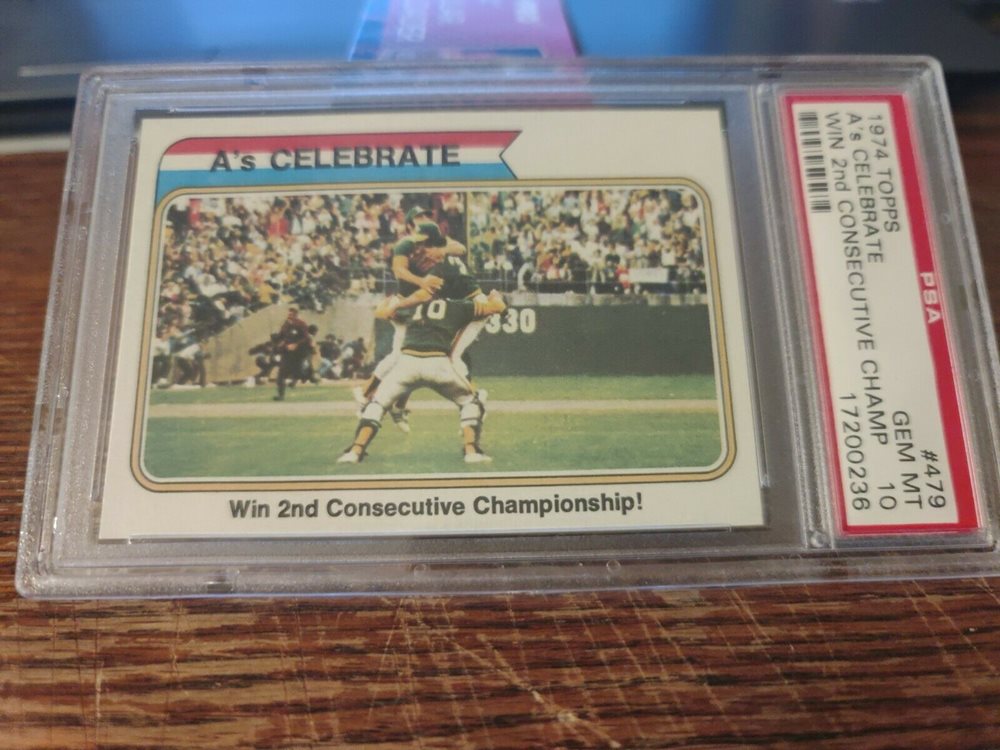 A's CELEBRATE
10
330
Win 2nd Consecutive Championship!
1974 TOPPS #479
A's CELEBRATE GEM MT
WIN 2nd CONSECUTIVE CHAMP 10
17200236
PSA